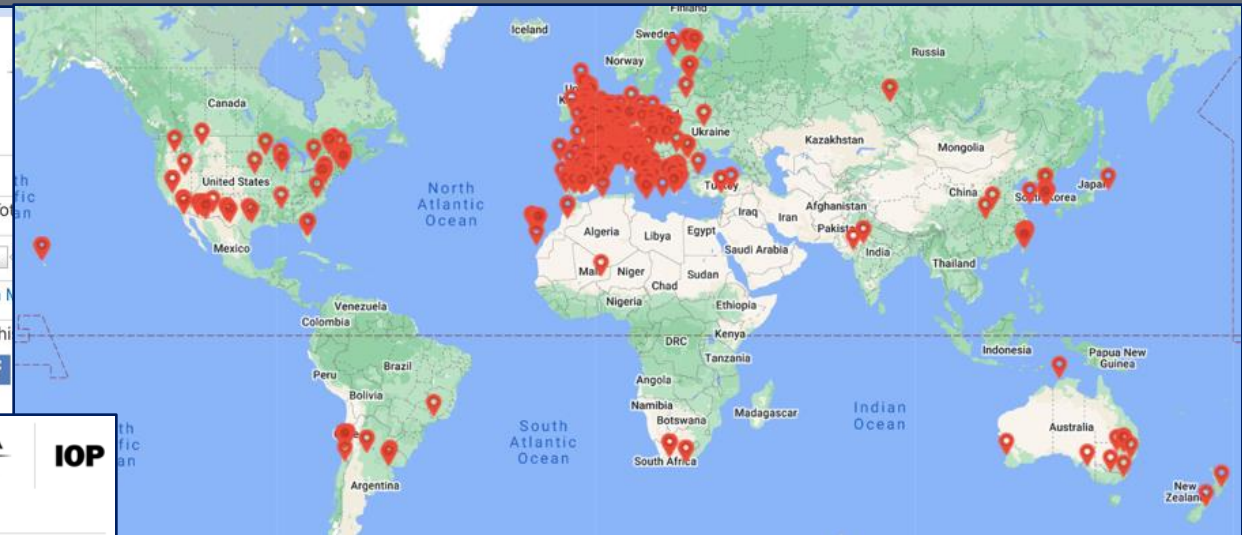 Finland
Iceland
Sweden
Norway
Russia
Canada
Ukraine
Kazakhstan
Mongolia
North
Atlantic
Ocean
United States
Turkey
China
South Korea
Japan
Afghanistan
Iraq
Iran
Pakistan
Algeria
Libya
Egypt
Mexico
Saudi Arabia
India
Mali
Niger
Sudan
Thailand
Chad
Nigeria
Ethiopia
Venezuela
Colombia
DRC
Kenya
Indonesia
Papua New
Guinea
Tanzania
Peru
Brazil
Bolivia
Angola
Namibia
Botswana
Madagascar
Indian
Ocean
South
Atlantic
Ocean
Australia
South Africa
Argentina
New
Zealand
IOP